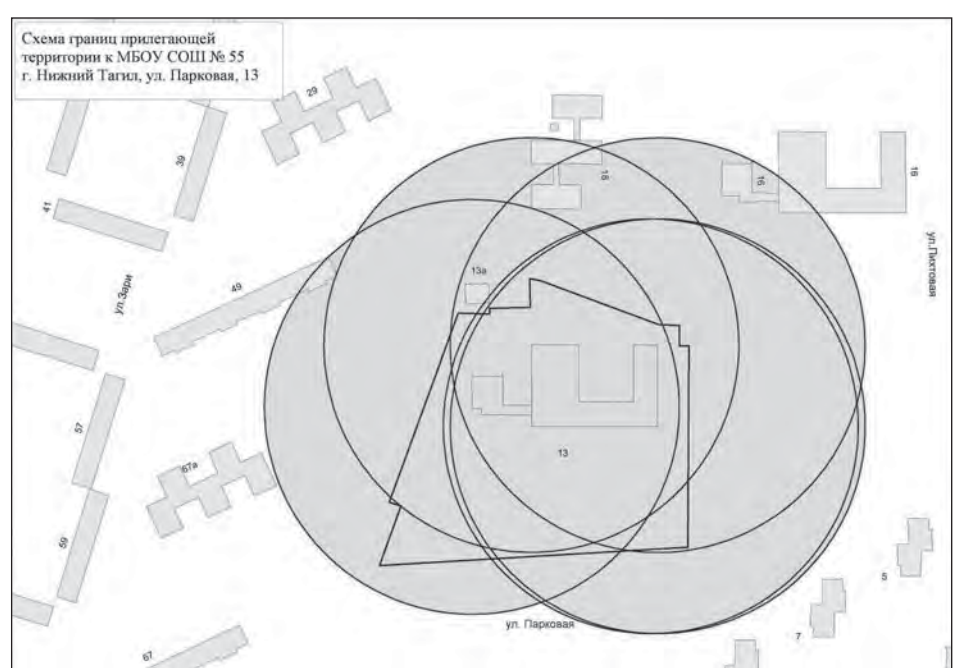 Схема границ прилегающей
территории к МБОУ СОШ № 55
г. Нижний Тагил, ул. Парковая, 13
29
39
41
ул.Зари
49
18
16
18
ул.Пихтовая
13а
13
57
67а
59
67
ул. Парковая
5
7